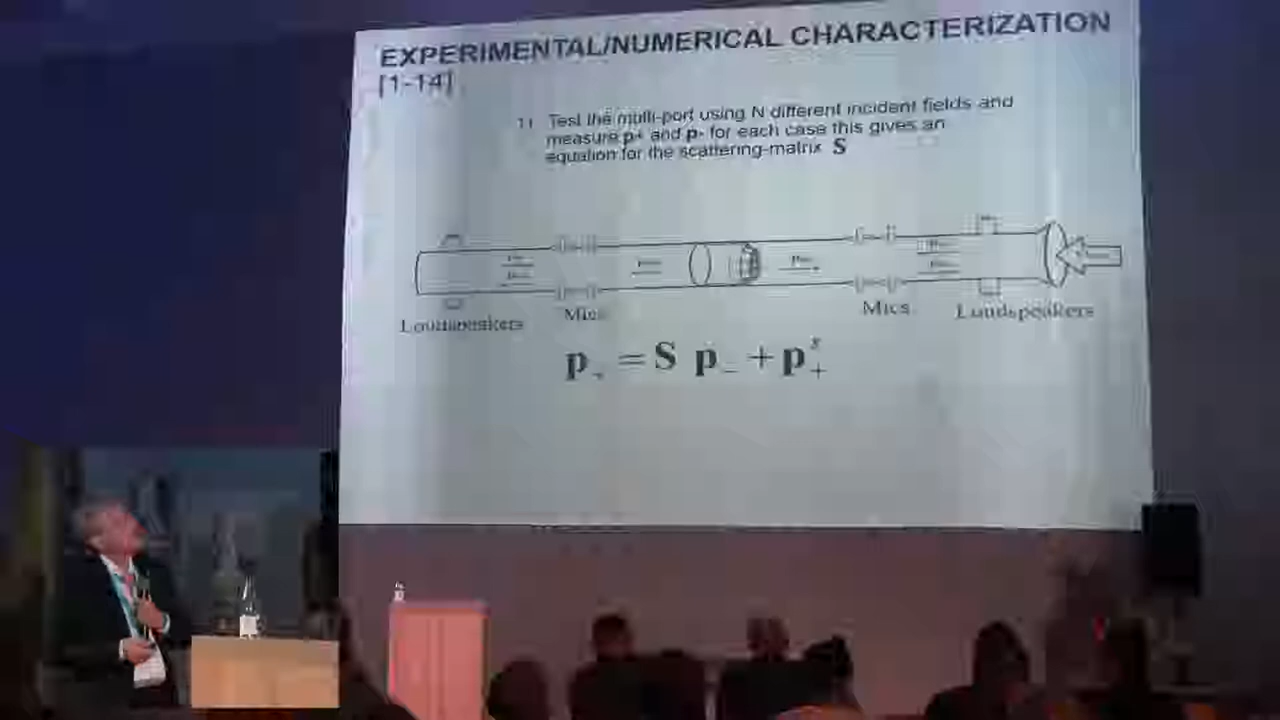 EXPERIMENTAL/NUMERICAL CHARACTERIZATION
[1-14]
1) Test the multi-port using N different incident fields and
measure p+ and p- for each case this gives an
equation for the scattering-matrix S
Loudspeakers
Mics
Mics
Loudspeakers
p₊ = S p₋ + p₊ˢ